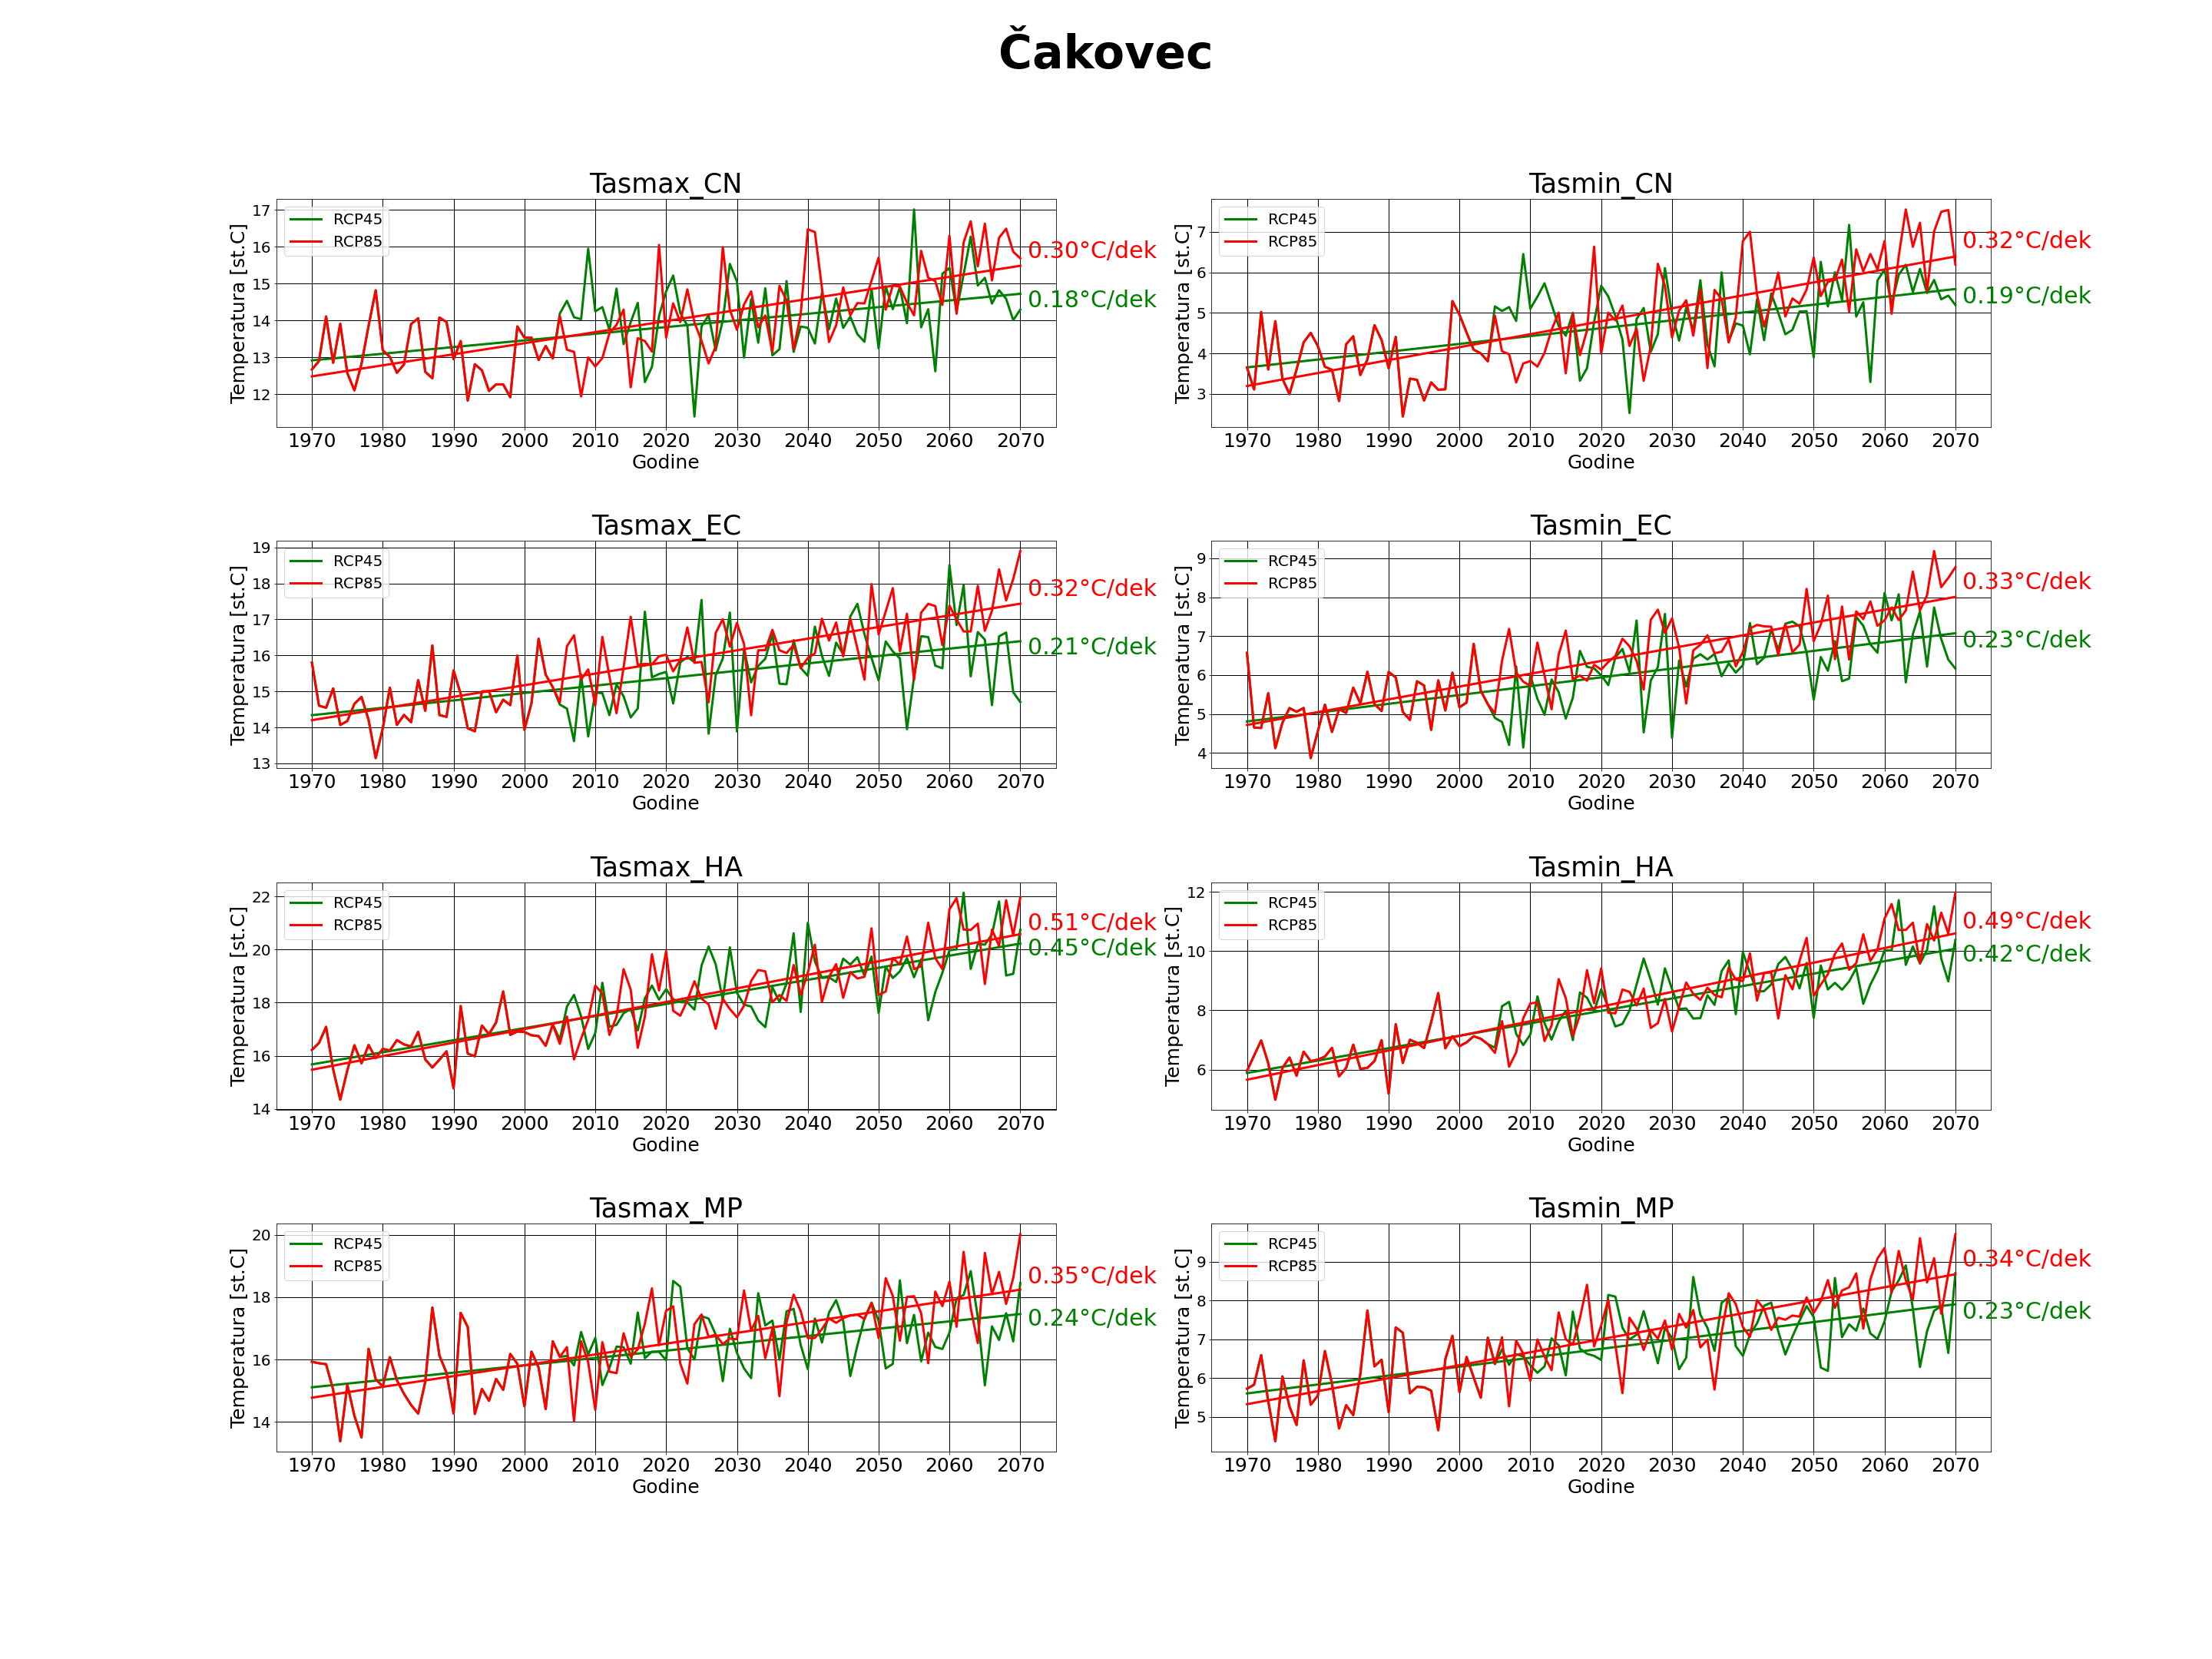 Čakovec
Tasmax_CN
Temperatura [st.C]
17
16
15
14
13
12
RCP45
RCP85
0.30°C/dek
0.18°C/dek
1970 1980 1990 2000 2010 2020 2030 2040 2050 2060 2070
Godine
Tasmin_CN
Temperatura [st.C]
7
6
5
4
3
RCP45
RCP85
0.32°C/dek
0.19°C/dek
1970 1980 1990 2000 2010 2020 2030 2040 2050 2060 2070
Godine
Tasmax_EC
Temperatura [st.C]
19
18
17
16
15
14
13
RCP45
RCP85
0.32°C/dek
0.21°C/dek
1970 1980 1990 2000 2010 2020 2030 2040 2050 2060 2070
Godine
Tasmin_EC
Temperatura [st.C]
9
8
7
6
5
4
RCP45
RCP85
0.33°C/dek
0.23°C/dek
1970 1980 1990 2000 2010 2020 2030 2040 2050 2060 2070
Godine
Tasmax_HA
Temperatura [st.C]
22
20
18
16
14
RCP45
RCP85
0.51°C/dek
0.45°C/dek
1970 1980 1990 2000 2010 2020 2030 2040 2050 2060 2070
Godine
Tasmin_HA
Temperatura [st.C]
12
10
8
6
RCP45
RCP85
0.49°C/dek
0.42°C/dek
1970 1980 1990 2000 2010 2020 2030 2040 2050 2060 2070
Godine
Tasmax_MP
Temperatura [st.C]
20
18
16
14
RCP45
RCP85
0.35°C/dek
0.24°C/dek
1970 1980 1990 2000 2010 2020 2030 2040 2050 2060 2070
Godine
Tasmin_MP
Temperatura [st.C]
9
8
7
6
5
RCP45
RCP85
0.34°C/dek
0.23°C/dek
1970 1980 1990 2000 2010 2020 2030 2040 2050 2060 2070
Godine